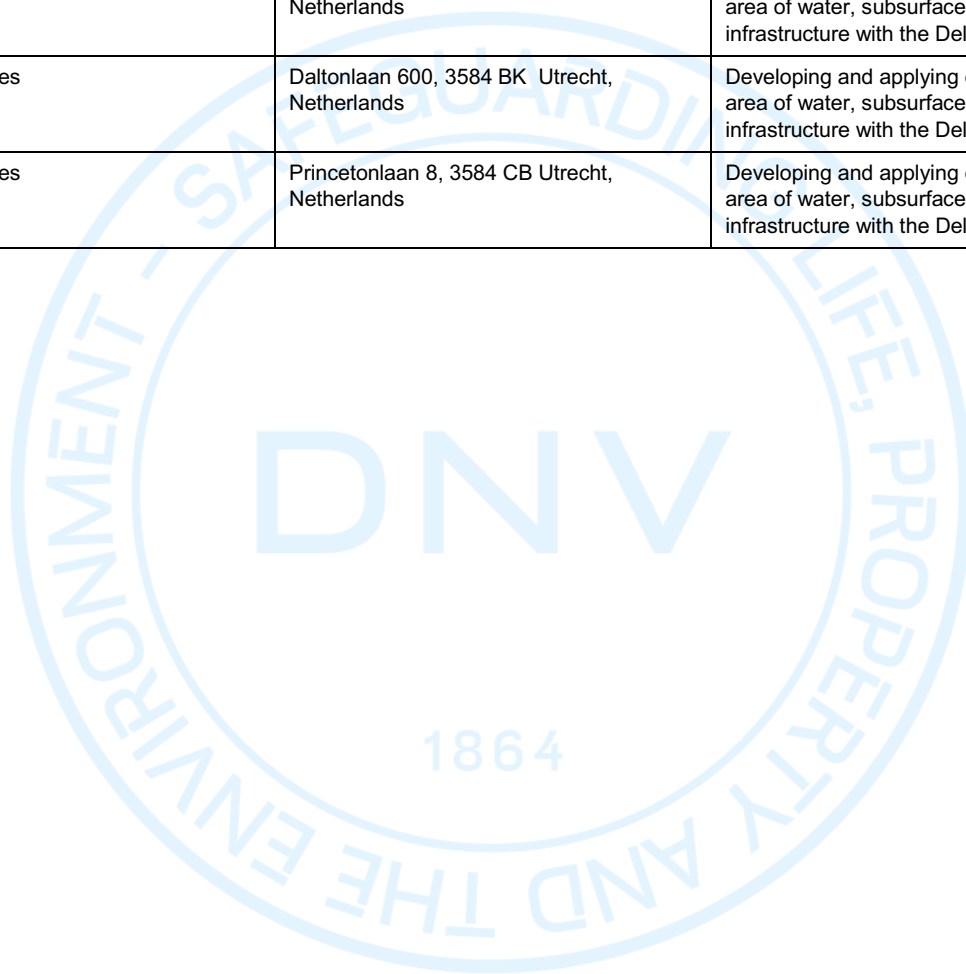 Netherlands
area of water, subsurface
infrastructure with the Del
es
Daltonlaan 600, 3584 BK  Utrecht,
Netherlands
Developing and applying
area of water, subsurface
infrastructure with the Del
es
Princetonlaan 8, 3584 CB Utrecht,
Netherlands
Developing and applying
area of water, subsurface
infrastructure with the Del
SAFEGUARDING LIFE, PROPERTY AND THE ENVIRONMENT –
DNV
1864